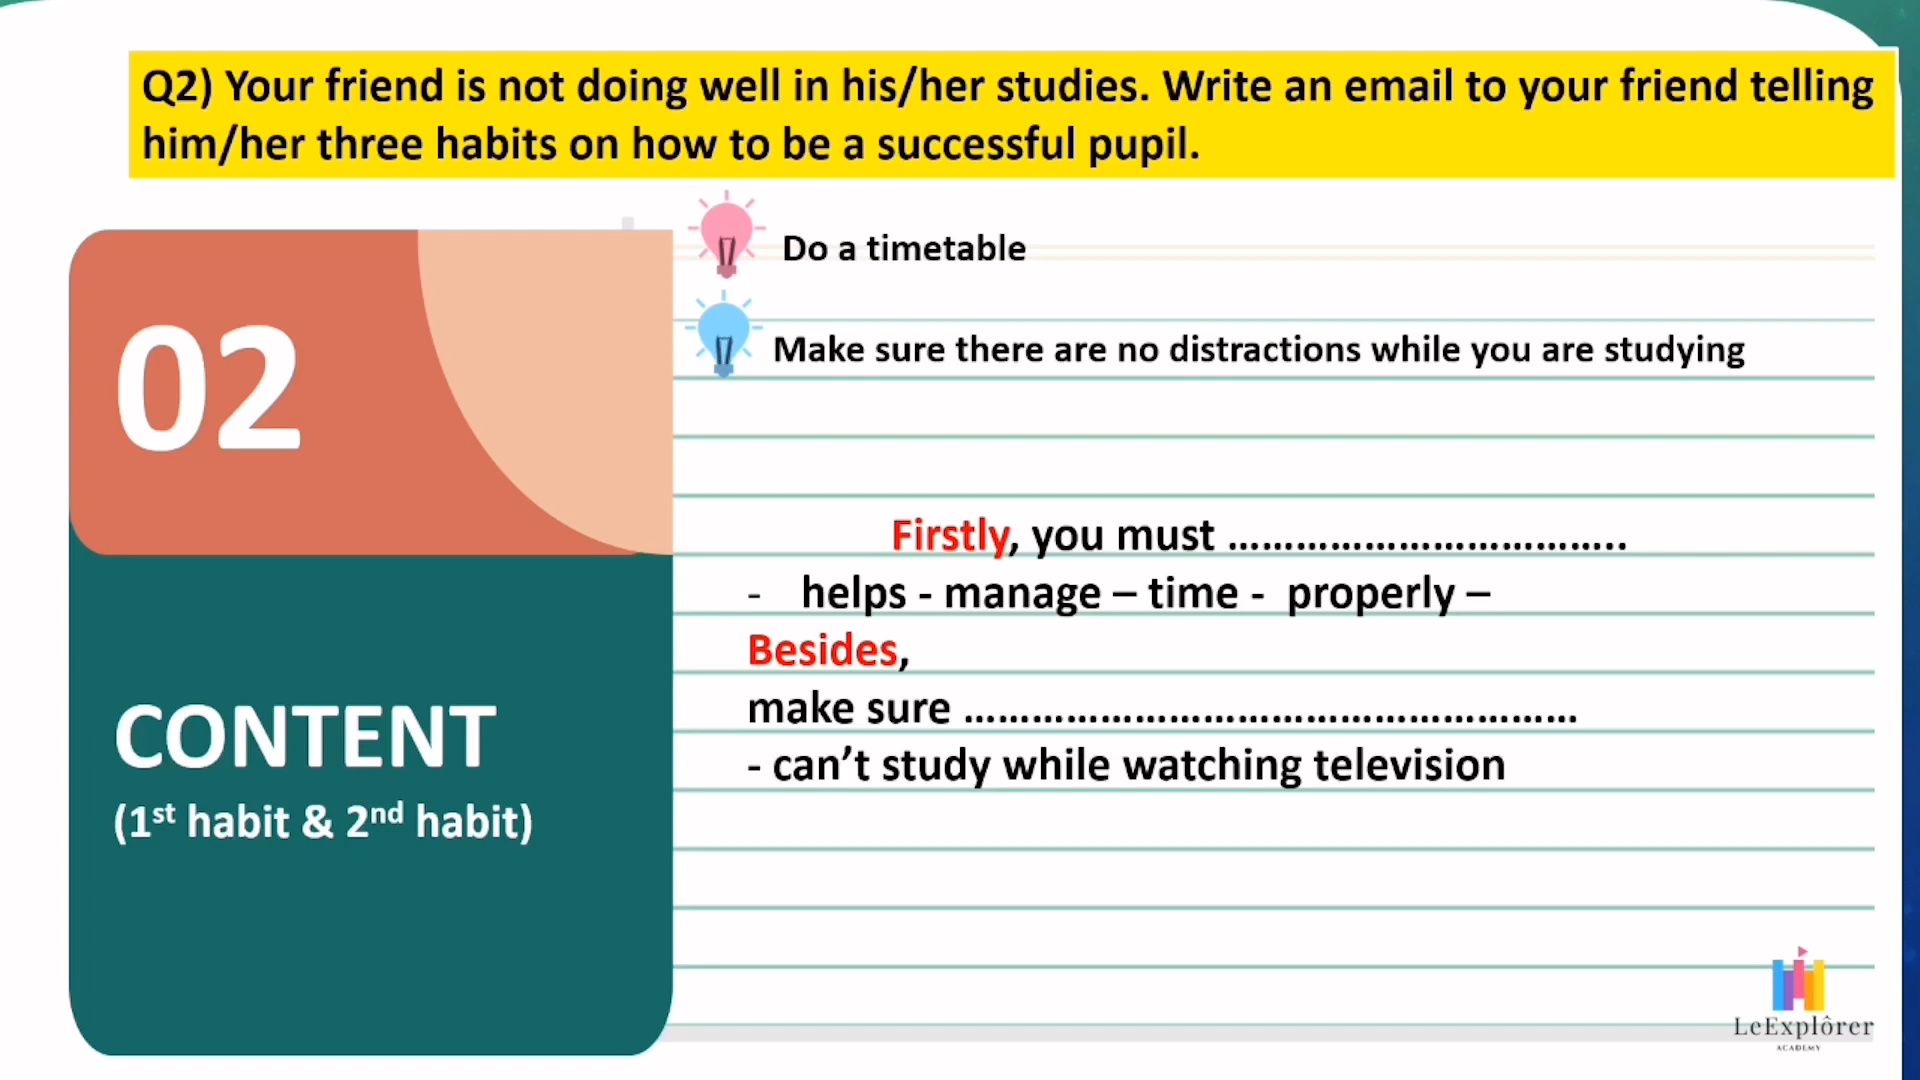 Q2) Your friend is not doing well in his/her studies. Write an email to your friend telling
him/her three habits on how to be a successful pupil.
02
CONTENT
(1st habit & 2nd habit)
Do a timetable
Make sure there are no distractions while you are studying
Firstly, you must ……………………………..
- helps - manage – time - properly –
Besides,
make sure ………………………………………………
- can’t study while watching television
LeExplôrer
ACADEMY